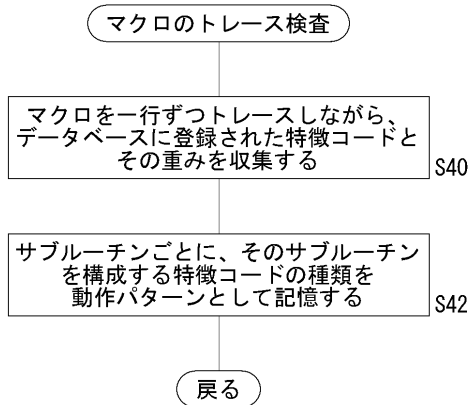 マクロのトレース検査
マクロを一行ずつトレースしながら、
データベースに登録された特徴コードと
その重みを収集する
S40
サブルーチンごとに、そのサブルーチン
を構成する特徴コードの種類を
動作パターンとして記憶する
S42
戻る